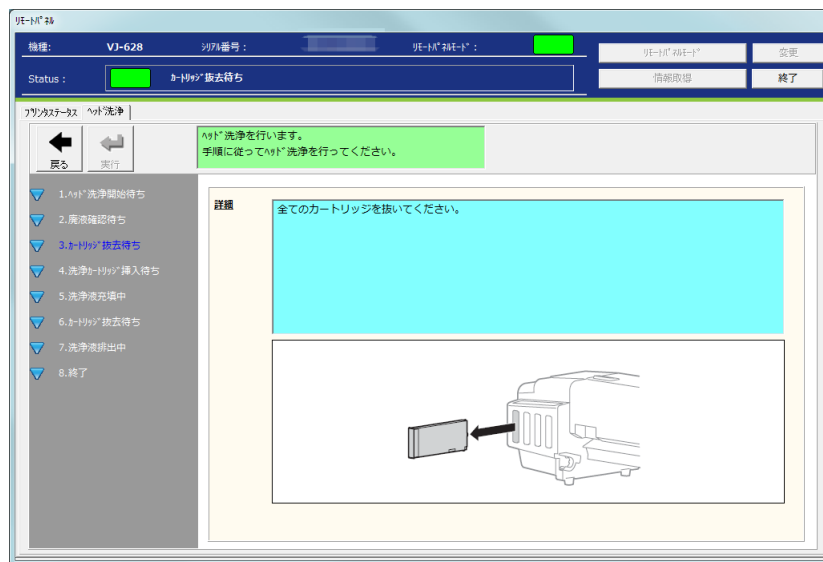 ﾘﾓｰﾄﾊﾟﾈﾙ
機種:
VJ-628
ｼﾘｱﾙ番号：
ﾘﾓｰﾄﾊﾟﾈﾙﾓｰﾄﾞ：
ﾘﾓｰﾄﾊﾟﾈﾙﾓｰﾄﾞ
変更
Status：
ｶｰﾄﾘｯｼﾞ抜去待ち
情報取得
終了
ﾌﾟﾘﾝﾀｽﾃｰﾀｽ ﾍｯﾄﾞ洗浄
戻る
実行
ﾍｯﾄﾞ洗浄を行います。
手順に従ってﾍｯﾄﾞ洗浄を行ってください。
1.ﾍｯﾄﾞ洗浄開始待ち
2.廃液確認待ち
3.ｶｰﾄﾘｯｼﾞ抜去待ち
4.洗浄ｶｰﾄﾘｯｼﾞ挿入待ち
5.洗浄液充填中
6.ｶｰﾄﾘｯｼﾞ抜去待ち
7.洗浄液排出中
8.終了
詳細
全てのカートリッジを抜いてください。